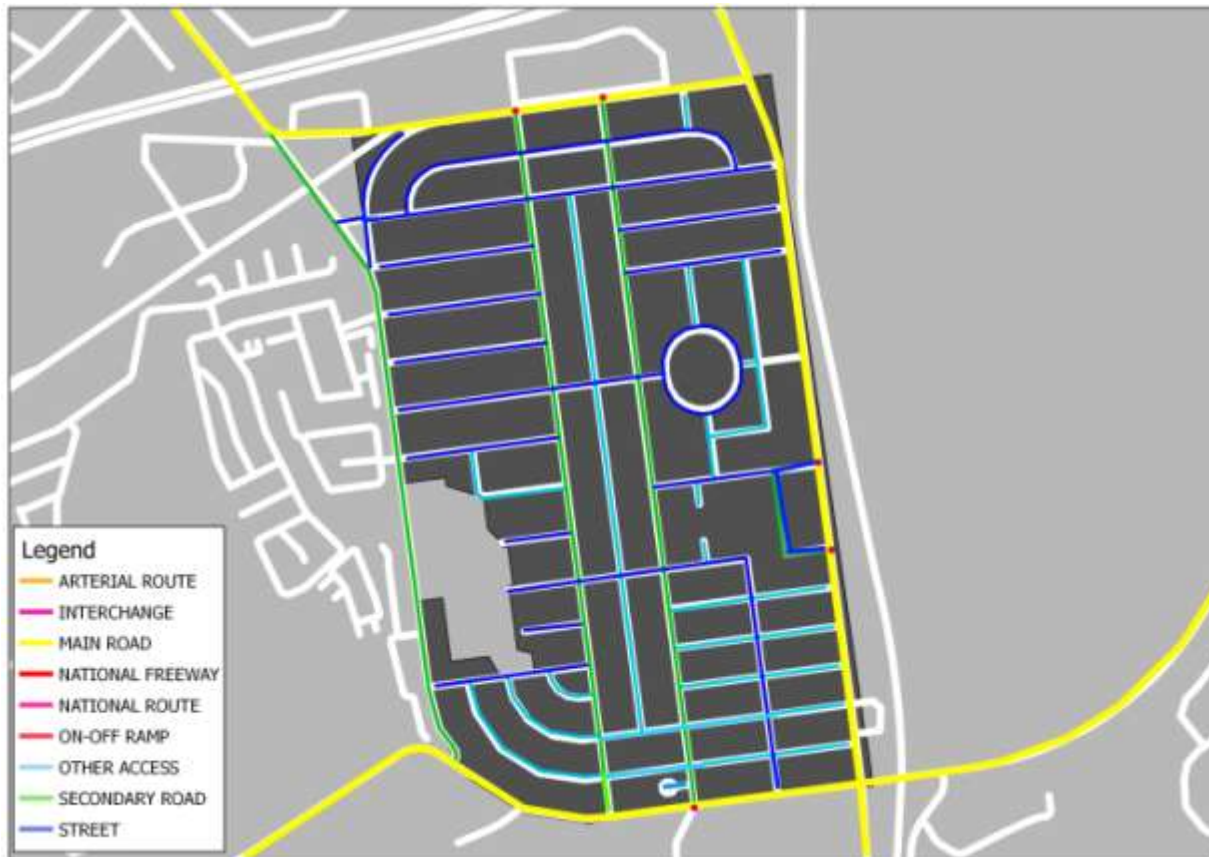 Legend
ARTERIAL ROUTE
INTERCHANGE
MAIN ROAD
NATIONAL FREEWAY
NATIONAL ROUTE
ON-OFF RAMP
OTHER ACCESS
SECONDARY ROAD
STREET